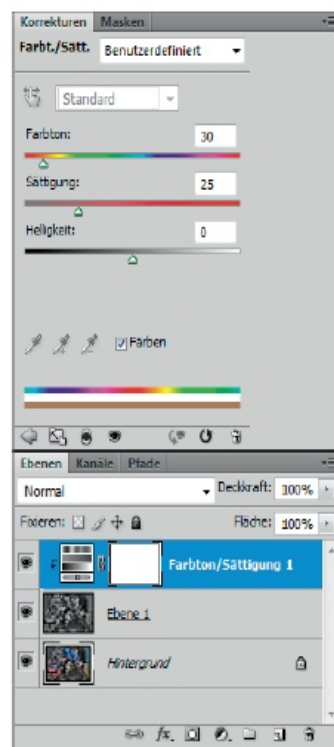 Korrekturen Masken
Farbt./Sätt. Benutzerdefiniert
Standard
Farbton: 30
Sättigung: 25
Helligkeit: 0
Färben
Ebenen Kanäle Pfade
Normal Deckkraft: 100%
Fixieren: Fläche: 100%
Farbton/Sättigung 1
Ebene 1
Hintergrund
fx.